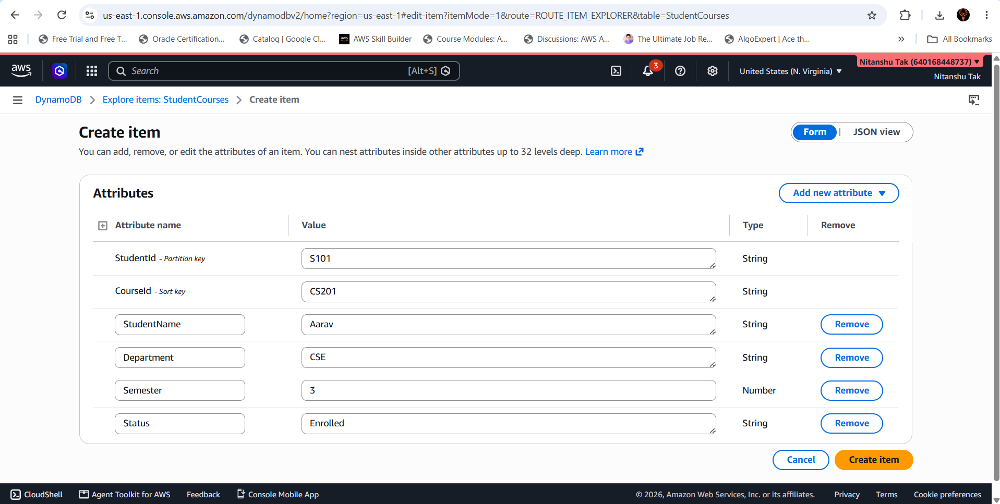 us-east-1.console.aws.amazon.com/dynamodbv2/home?region=us-east-1#edit-item?itemMode=1&route=ROUTE_ITEM_EXPLORER&table=StudentCourses
Free Trial and Free T... Oracle Certification... Catalog | Google Cl... aws AWS Skill Builder Course Modules: A... Discussions: AWS A... The Ultimate Job Re... AlgoExpert | Ace th... » All Bookmarks
aws Search [Alt+S] 3 United States (N. Virginia) Nitanshu Tak (640168448737)
Nitanshu Tak
DynamoDB Explore items: StudentCourses Create item
Create item Form | JSON view
You can add, remove, or edit the attributes of an item. You can nest attributes inside other attributes up to 32 levels deep. Learn more
Attributes Add new attribute
Attribute name Value Type Remove
StudentId - Partition key S101 String
CourseId - Sort key CS201 String
StudentName Aarav String Remove
Department CSE String Remove
Semester 3 Number Remove
Status Enrolled String Remove
Cancel Create item
CloudShell Agent Toolkit for AWS Feedback Console Mobile App © 2026, Amazon Web Services, Inc. or its affiliates. Privacy Terms Cookie preferences